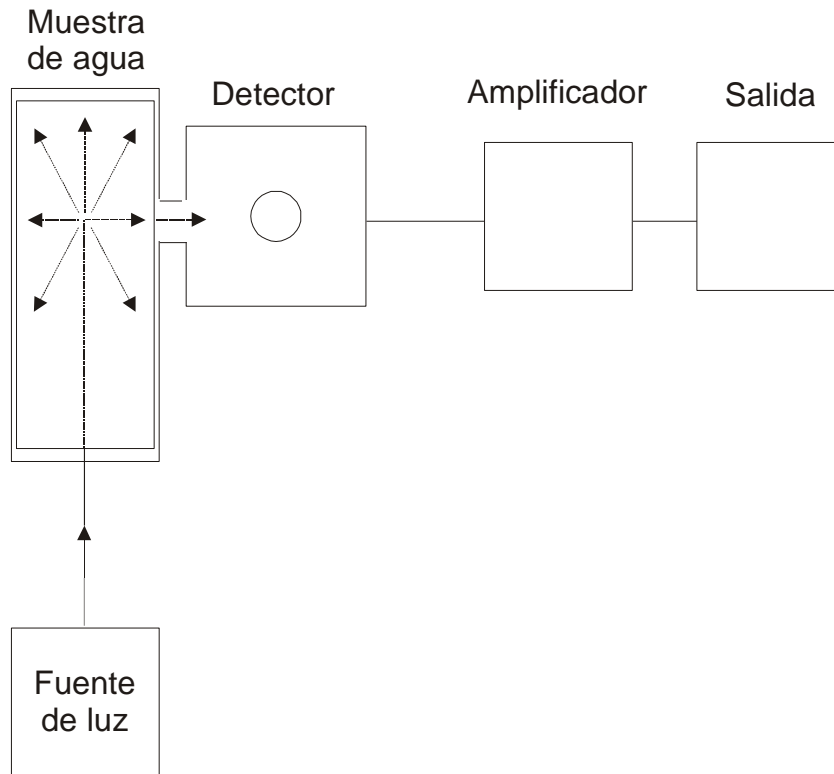 Muestra
de agua
Detector
Amplificador
Salida
Fuente
de luz